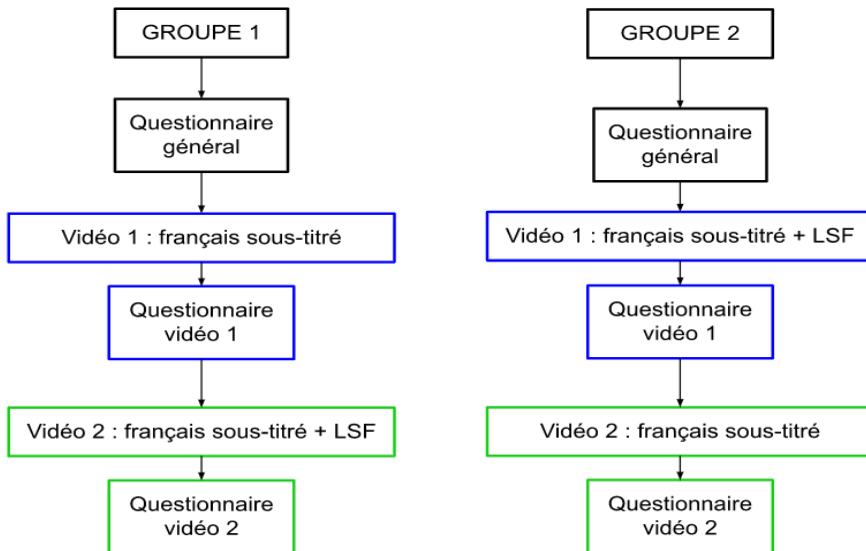 GROUPE 1
Questionnaire
général
Vidéo 1 : français sous-titré
Questionnaire
vidéo 1
Vidéo 2 : français sous-titré + LSF
Questionnaire
vidéo 2
GROUPE 2
Questionnaire
général
Vidéo 1 : français sous-titré + LSF
Questionnaire
vidéo 1
Vidéo 2 : français sous-titré
Questionnaire
vidéo 2